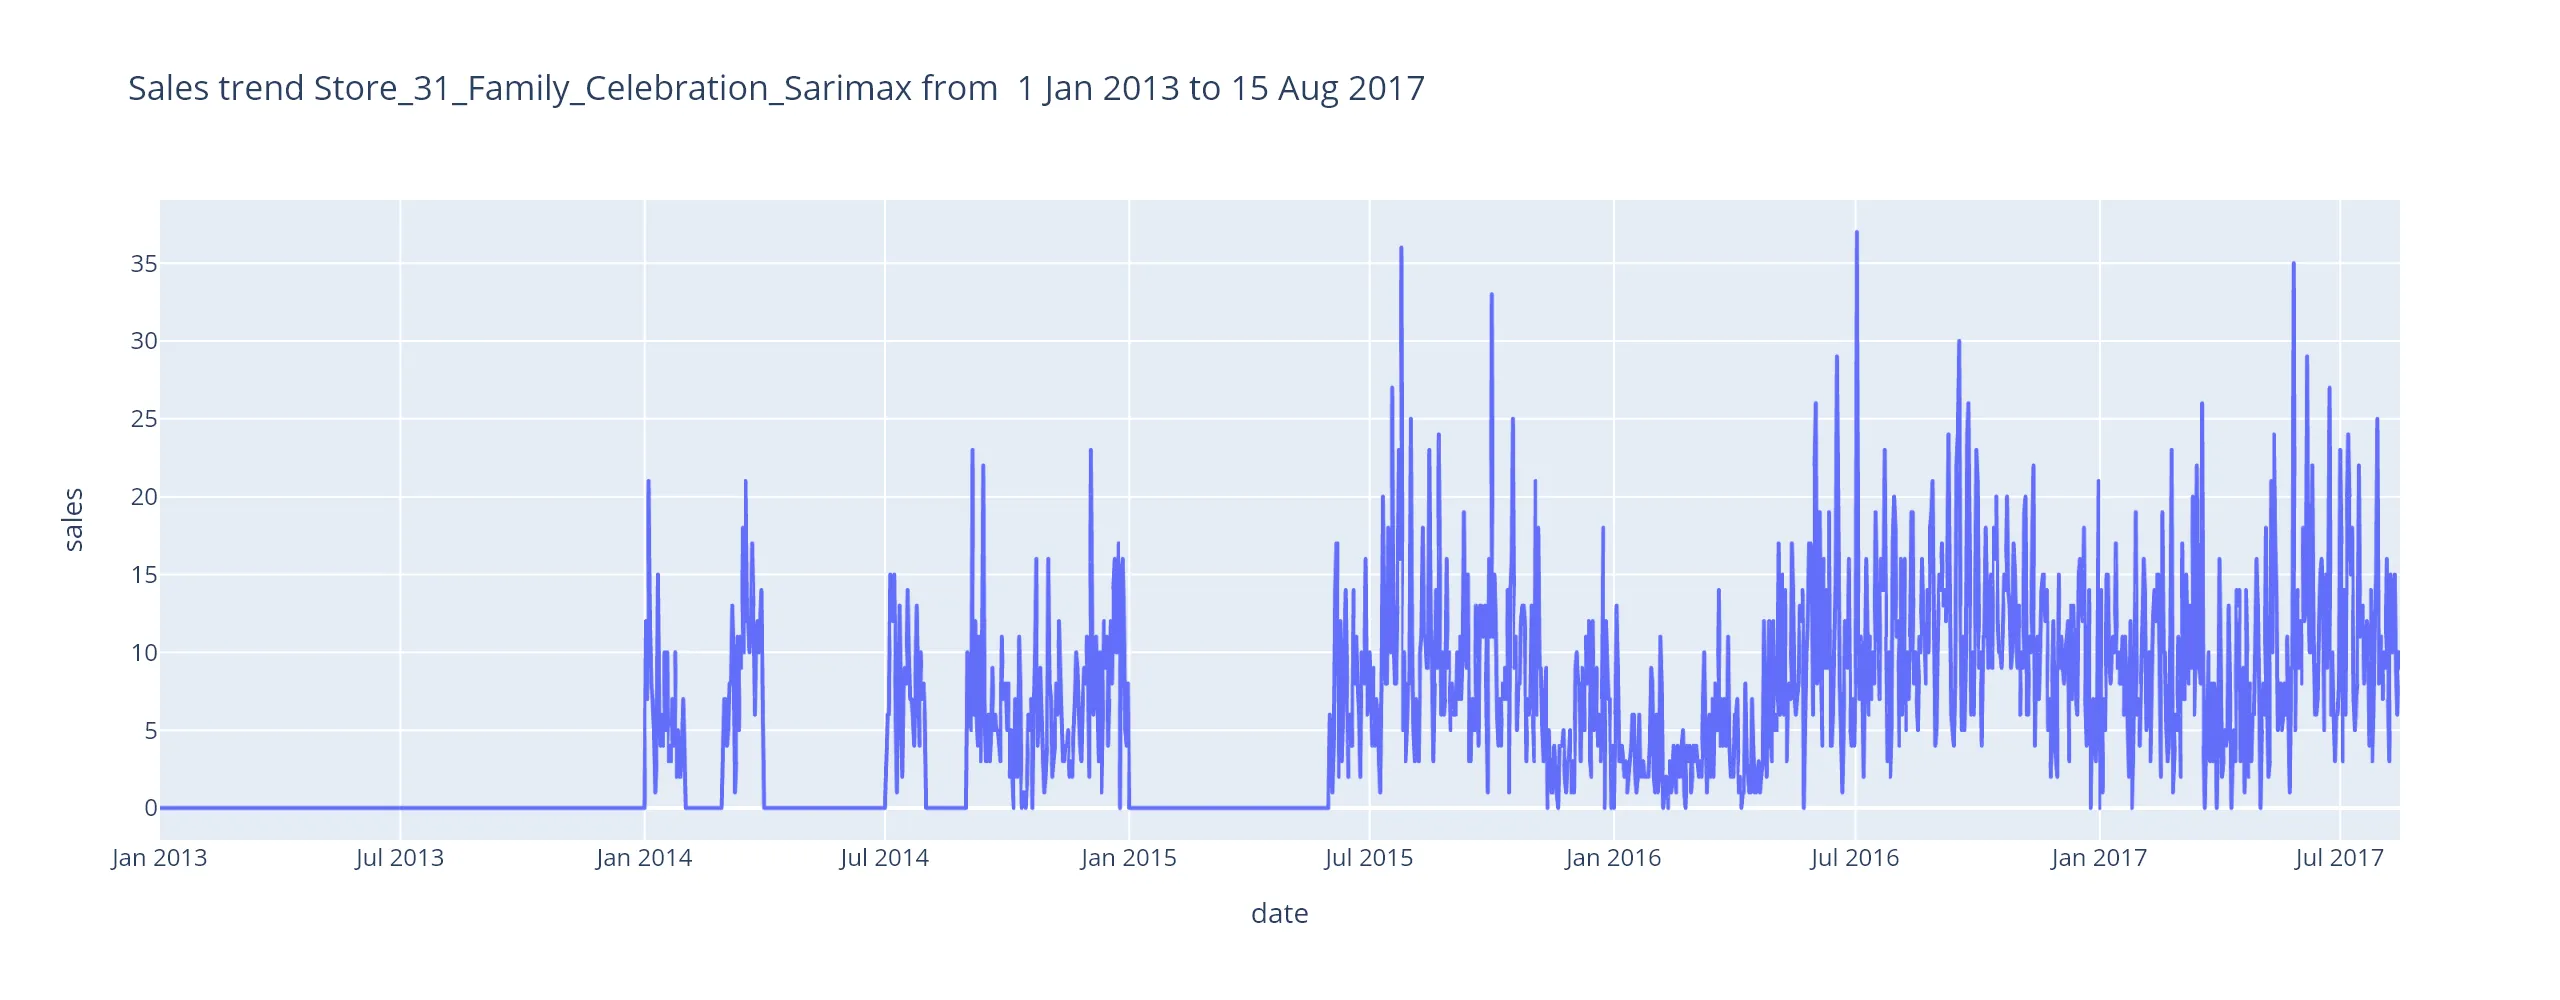 Sales trend Store_31_Family_Celebration_Sarimax from  1 Jan 2013 to 15 Aug 2017
sales
35
30
25
20
15
10
5
0
Jan 2013 Jul 2013 Jan 2014 Jul 2014 Jan 2015 Jul 2015 Jan 2016 Jul 2016 Jan 2017 Jul 2017
date